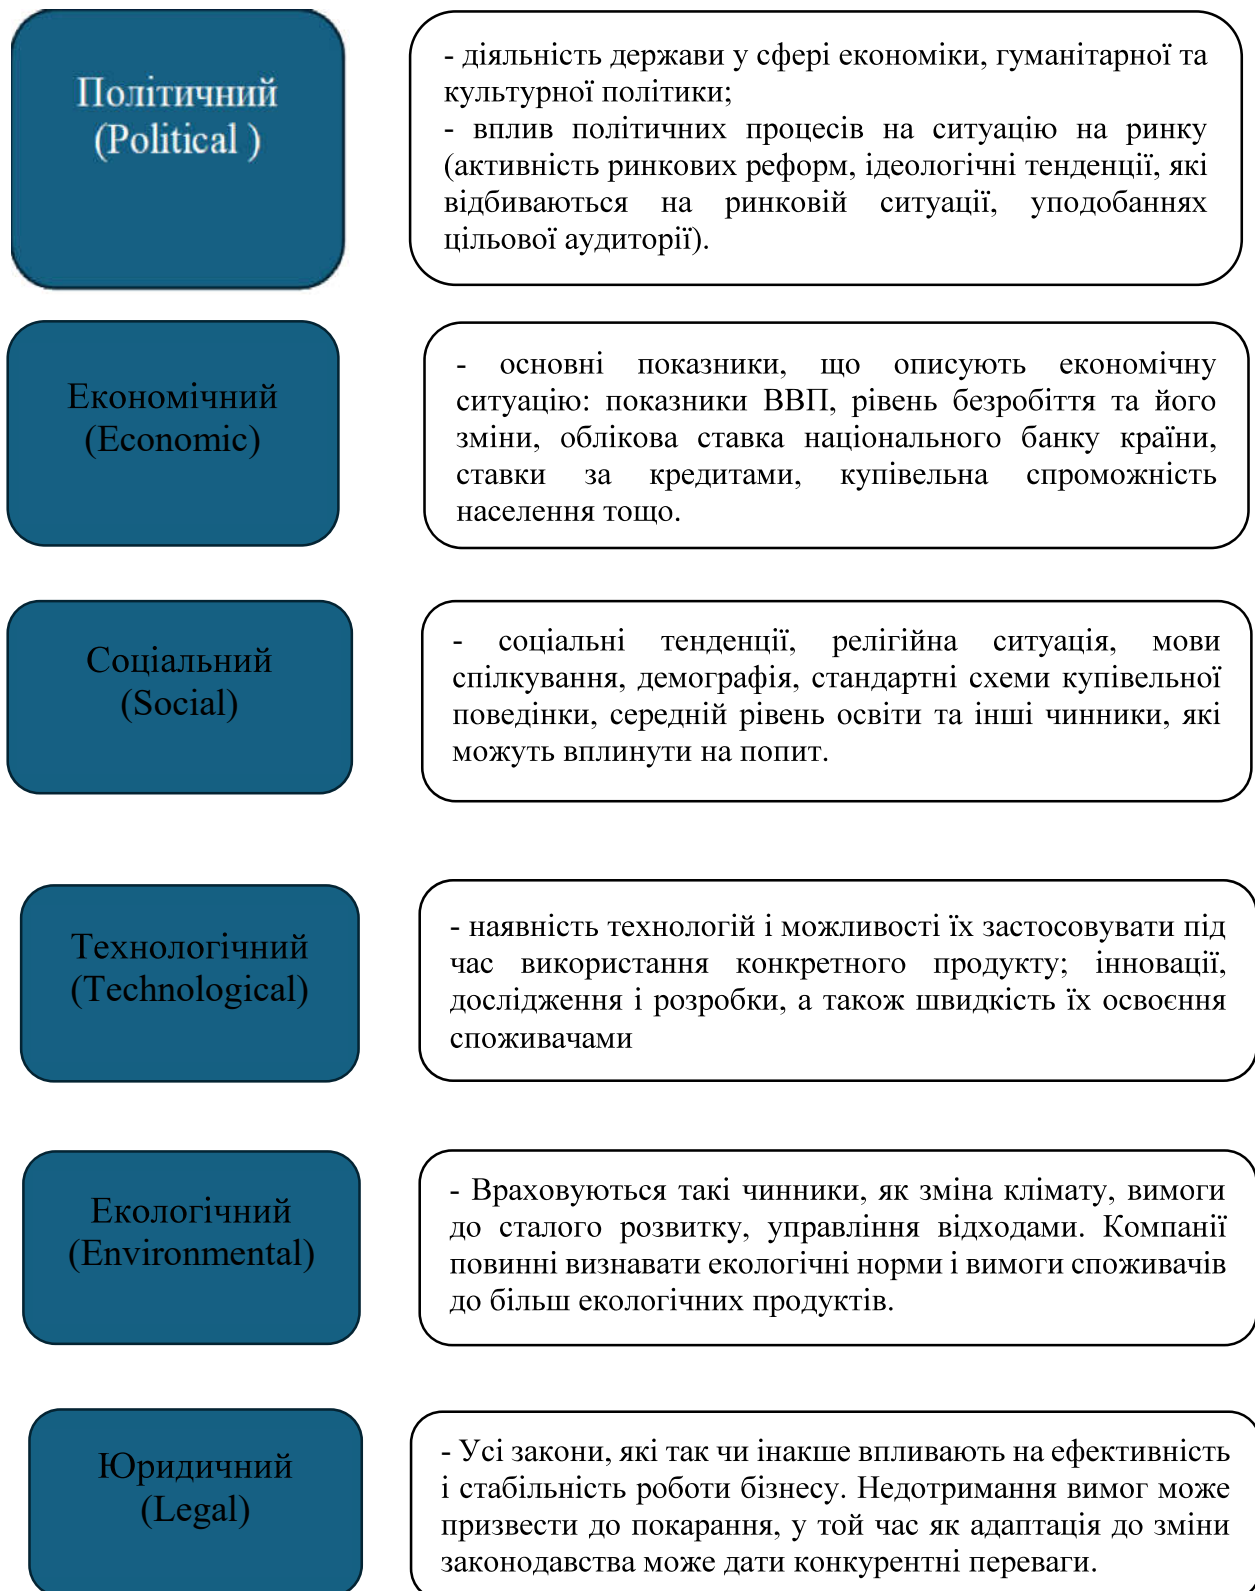 Політичний
(Political )
- діяльність держави у сфері економіки, гуманітарної та
культурної політики;
- вплив політичних процесів на ситуацію на ринку
(активність ринкових реформ, ідеологічні тенденції, які
відбиваються на ринковій ситуації, уподобаннях
цільової аудиторії).
Економічний
(Economic)
- основні показники, що описують економічну
ситуацію: показники ВВП, рівень безробіття та його
зміни, облікова ставка національного банку країни,
ставки за кредитами, купівельна спроможність
населення тощо.
Соціальний
(Social)
- соціальні тенденції, релігійна ситуація, мови
спілкування, демографія, стандартні схеми купівельної
поведінки, середній рівень освіти та інші чинники, які
можуть вплинути на попит.
Технологічний
(Technological)
- наявність технологій і можливості їх застосовувати під
час використання конкретного продукту; інновації,
дослідження і розробки, а також швидкість їх освоєння
споживачами
Екологічний
(Environmental)
- Враховуються такі чинники, як зміна клімату, вимоги
до сталого розвитку, управління відходами. Компанії
повинні визнавати екологічні норми і вимоги споживачів
до більш екологічних продуктів.
Юридичний
(Legal)
- Усі закони, які так чи інакше впливають на ефективність
і стабільність роботи бізнесу. Недотримання вимог може
призвести до покарання, у той час як адаптація до зміни
законодавства може дати конкурентні переваги.